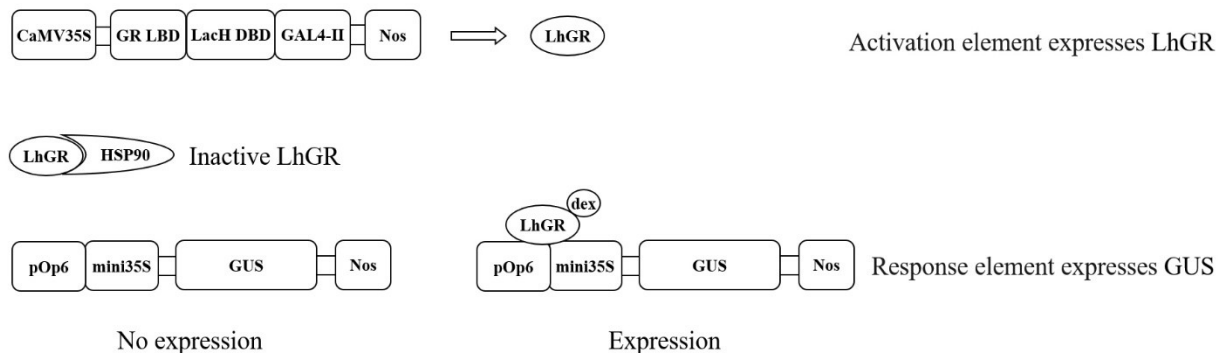 CaMV35S GR LBD LacH DBD GAL4-II Nos LhGR Activation element expresses LhGR
LhGR HSP90 Inactive LhGR
dex
LhGR
pOp6 mini35S GUS Nos pOp6 mini35S GUS Nos Response element expresses GUS
No expression Expression